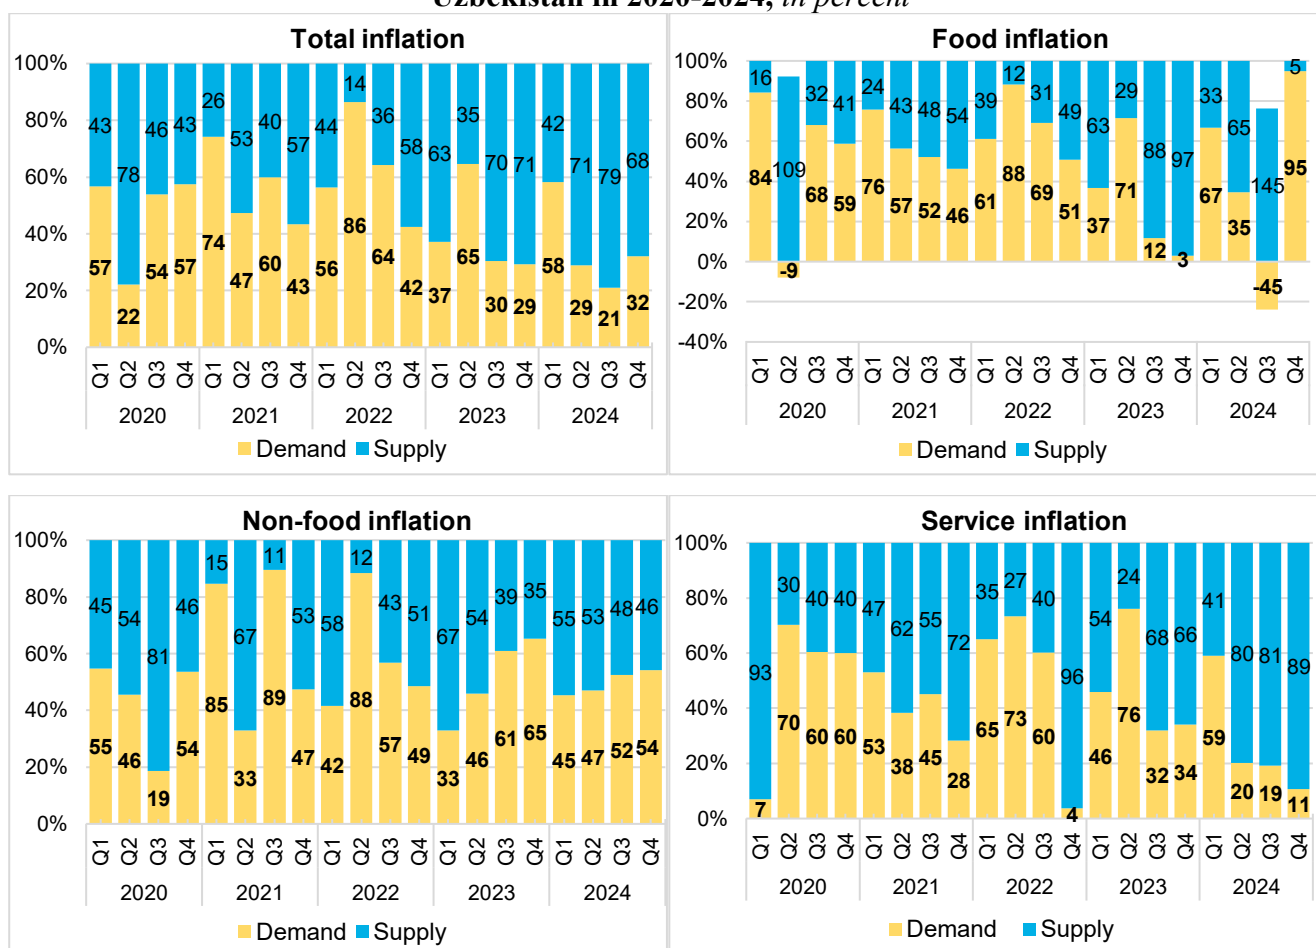 Uzbekistan in 2020-2024, in percent
Total inflation
100%
80%
60%
40%
20%
0%
43 78 46 43 26 53 40 57 44 14 36 58 63 35 70 71 42 71 79 68
57 22 54 57 74 47 60 43 56 86 64 42 37 65 30 29 58 29 21 32
Q1 Q2 Q3 Q4 Q1 Q2 Q3 Q4 Q1 Q2 Q3 Q4 Q1 Q2 Q3 Q4 Q1 Q2 Q3 Q4
2020 2021 2022 2023 2024
Demand Supply
Food inflation
100%
80%
60%
40%
20%
0%
-20%
-40%
16 109 32 41 24 43 48 54 39 12 31 49 63 29 88 97 33 65 145 5
84 -9 68 59 76 57 52 46 61 88 69 51 37 71 12 3 67 35 -45 95
Q1 Q2 Q3 Q4 Q1 Q2 Q3 Q4 Q1 Q2 Q3 Q4 Q1 Q2 Q3 Q4 Q1 Q2 Q3 Q4
2020 2021 2022 2023 2024
Demand Supply
Non-food inflation
100%
80%
60%
40%
20%
0%
45 54 81 46 15 67 11 53 58 12 43 51 67 54 39 35 55 53 48 46
55 46 19 54 85 33 89 47 42 88 57 49 33 46 61 65 45 47 52 54
Q1 Q2 Q3 Q4 Q1 Q2 Q3 Q4 Q1 Q2 Q3 Q4 Q1 Q2 Q3 Q4 Q1 Q2 Q3 Q4
2020 2021 2022 2023 2024
Demand Supply
Service inflation
100%
80%
60%
40%
20%
0%
93 30 40 40 47 62 55 72 35 27 40 96 54 24 68 66 41 80 81 89
7 70 60 60 53 38 45 28 65 73 60 4 46 76 32 34 59 20 19 11
Q1 Q2 Q3 Q4 Q1 Q2 Q3 Q4 Q1 Q2 Q3 Q4 Q1 Q2 Q3 Q4 Q1 Q2 Q3 Q4
2020 2021 2022 2023 2024
Demand Supply